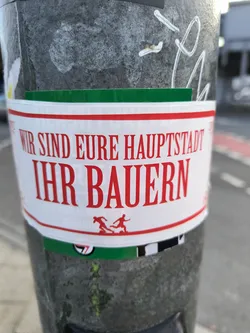 WIR SIND EURE HAUPTSTADT
IHR BAUERN